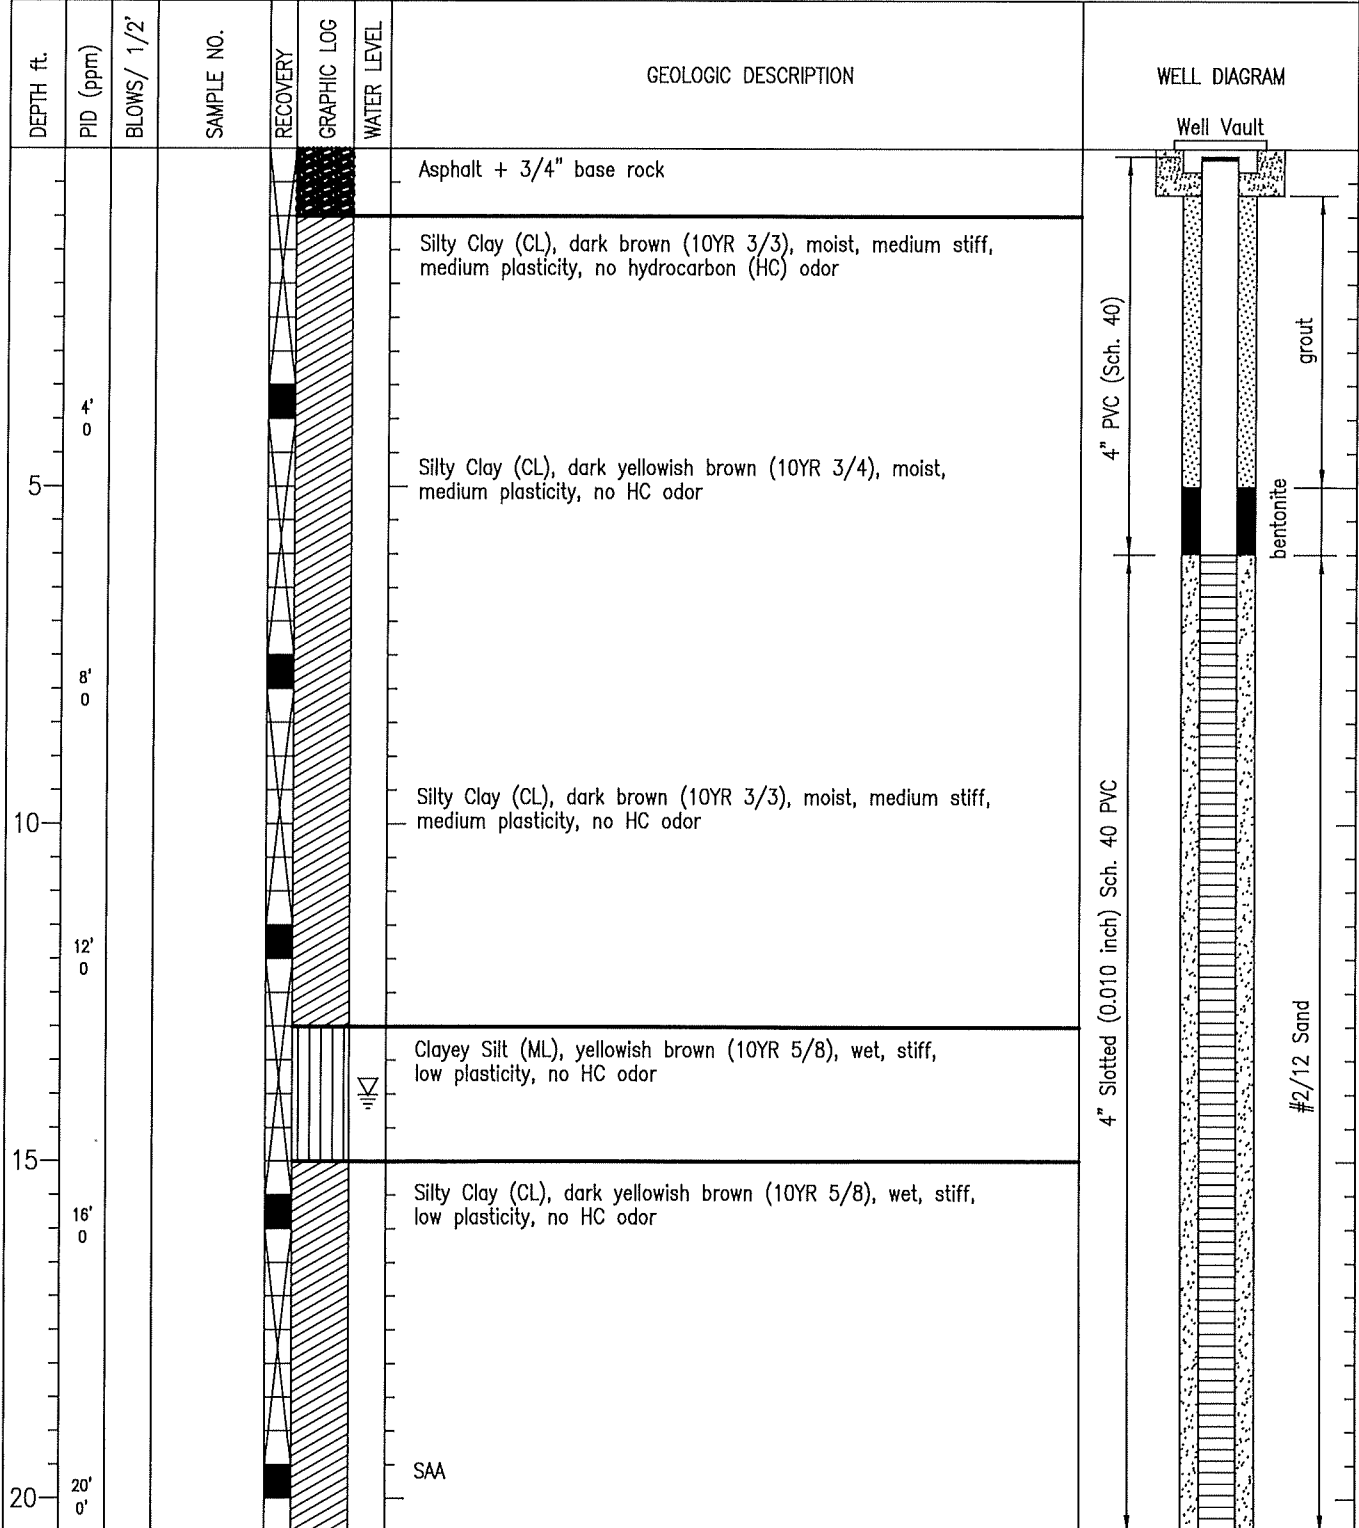 DEPTH ft.
PID (ppm)
BLOWS/ 1/2'
SAMPLE NO.
RECOVERY
GRAPHIC LOG
WATER LEVEL
GEOLOGIC DESCRIPTION
WELL DIAGRAM
Well Vault
Asphalt + 3/4" base rock
Silty Clay (CL), dark brown (10YR 3/3), moist, medium stiff,
medium plasticity, no hydrocarbon (HC) odor
4" PVC (Sch. 40)
grout
4'
0
5
Silty Clay (CL), dark yellowish brown (10YR 3/4), moist,
medium plasticity, no HC odor
bentonite
8'
0
10
Silty Clay (CL), dark brown (10YR 3/3), moist, medium stiff,
medium plasticity, no HC odor
4" Slotted (0.010 inch) Sch. 40 PVC
#2/12 Sand
12'
0
Clayey Silt (ML), yellowish brown (10YR 5/8), wet, stiff,
low plasticity, no HC odor
15
Silty Clay (CL), dark yellowish brown (10YR 5/8), wet, stiff,
low plasticity, no HC odor
16'
0
SAA
20
20'
0'